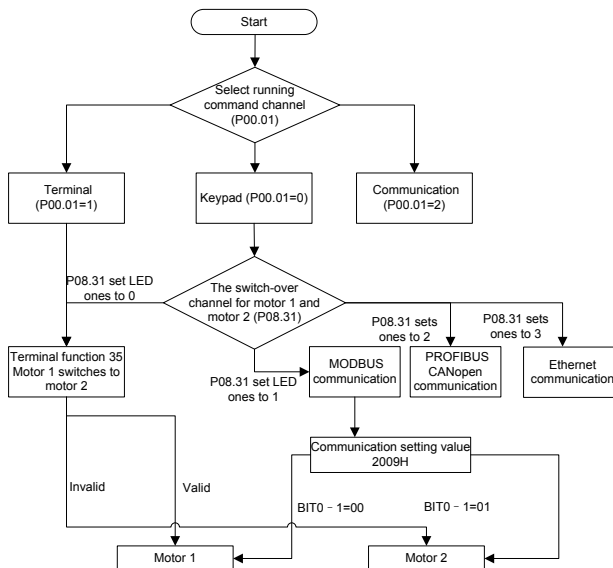 Start
Select running
command channel
(P00.01)
Terminal
(P00.01=1)
Keypad (P00.01=0)
Communication
(P00.01=2)
P08.31 set LED
ones to 0
The switch-over
channel for motor 1 and
motor 2 (P08.31)
P08.31 sets
ones to 2
P08.31 sets
ones to 3
Terminal function 35
Motor 1 switches to
motor 2
P08.31 set LED
ones to 1
MODBUS
communication
PROFIBUS
CANopen
communication
Ethernet
communication
Communication setting value
2009H
Invalid
Valid
BIT0﹣1=00
BIT0﹣1=01
Motor 1
Motor 2